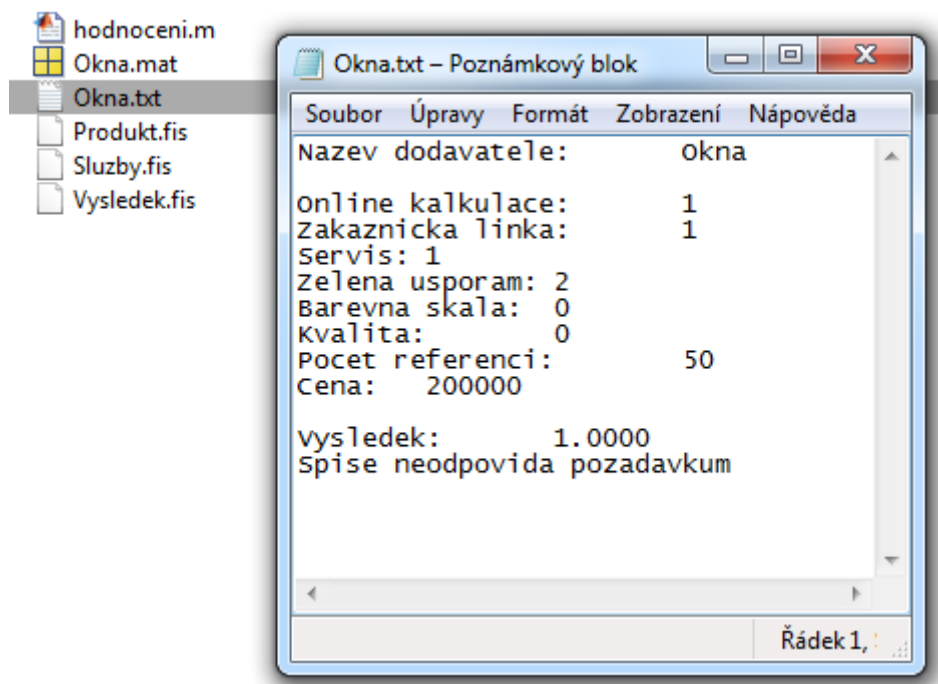 hodnoceni.m
Okna.mat
Okna.txt
Produkt.fis
Sluzby.fis
Vysledek.fis
Okna.txt – Poznámkový blok
Soubor Úpravy Formát Zobrazení Nápověda
Nazev dodavatele: Okna
Online kalkulace: 1
Zakaznicka linka: 1
Servis: 1
Zelena usporam: 2
Barevna skala: 0
Kvalita: 0
Pocet referenci: 50
Cena: 200000
Vysledek: 1.0000
Spise neodpovida pozadavkum
Řádek 1,